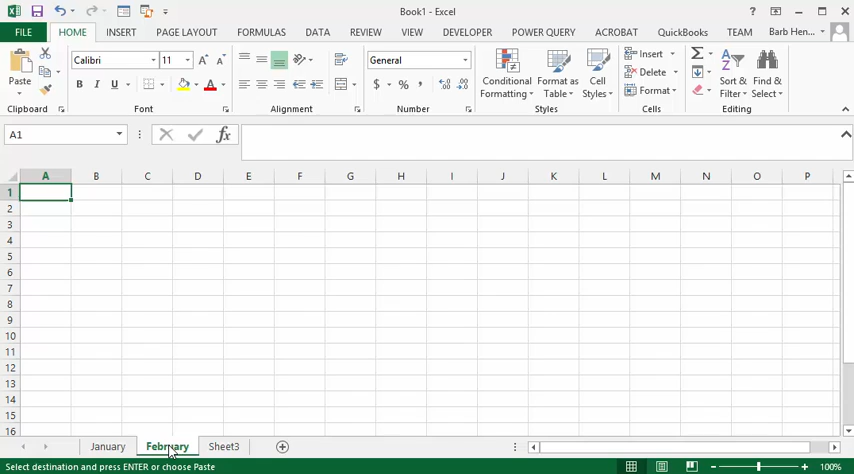 Book1 - Excel
?
FILE HOME INSERT PAGE LAYOUT FORMULAS DATA REVIEW VIEW DEVELOPER POWER QUERY ACROBAT QuickBooks TEAM Barb Hen...
Paste
Calibri 11
B I U A
General
$ % ,
Conditional Formatting
Format as Table
Cell Styles
Insert
Delete
Format
Sort & Filter
Find & Select
Clipboard Font Alignment Number Styles Cells Editing
A1 fx
A B C D E F G H I J K L M N O P
1
2
3
4
5
6
7
8
9
10
11
12
13
14
15
16
January February Sheet3
Select destination and press ENTER or choose Paste 100%